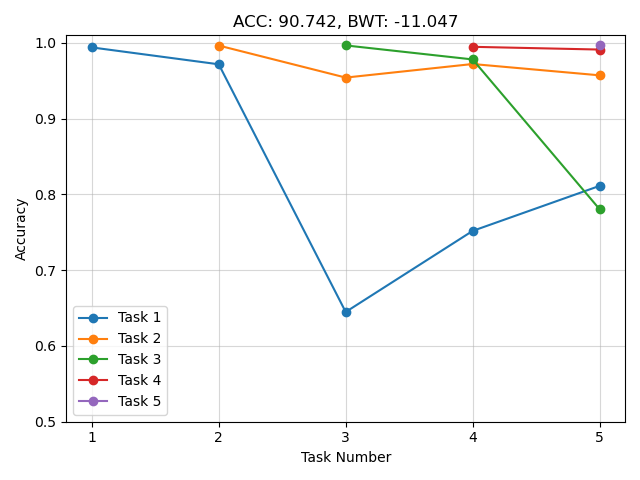 ACC: 90.742, BWT: -11.047
1.0
0.9
0.8
0.7
0.6
0.5
Accuracy
Task 1
Task 2
Task 3
Task 4
Task 5
1 2 3 4 5
Task Number